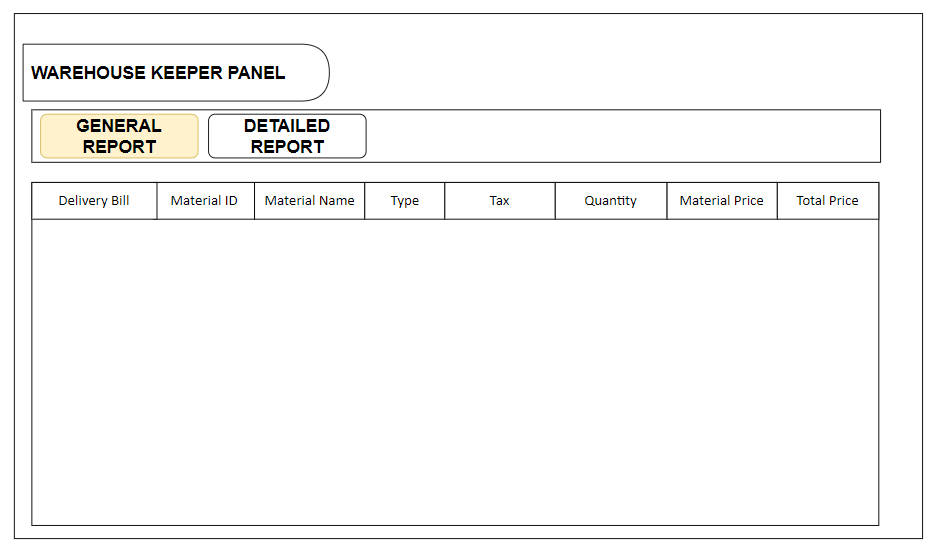 WAREHOUSE KEEPER PANEL
GENERAL
REPORT
DETAILED
REPORT
Delivery Bill
Material ID
Material Name
Type
Tax
Quantity
Material Price
Total Price